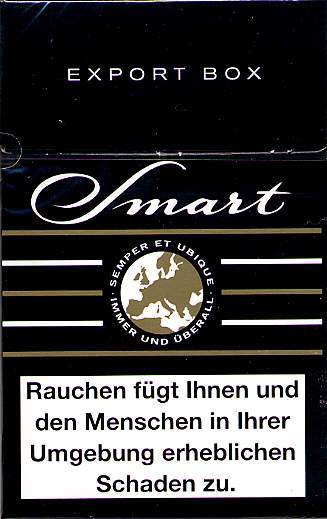 EXPORT BOX
Smart
SEMPER ET UBIQUE
IMMER UND ÜBERALL
Rauchen fügt Ihnen und
den Menschen in Ihrer
Umgebung erheblichen
Schaden zu.